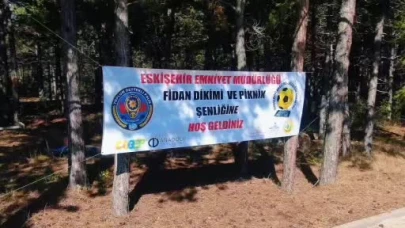 ESKİŞEHİR EMNİYET MÜDÜRLÜĞÜ
FİDAN DİKİMİ VE PİKNİK
ŞENLİĞİNE
HOŞ GELDİNİZ